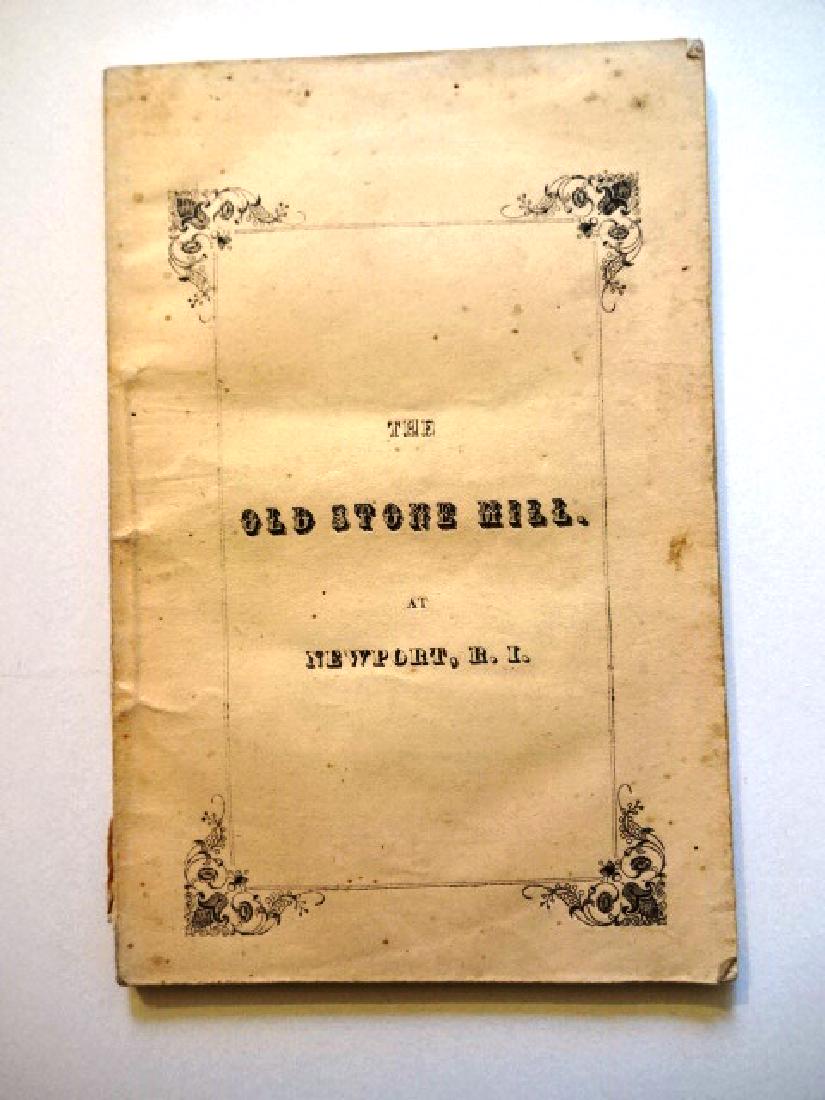 THE
OLD STONE MILL.
AT
NEWPORT, R. I.